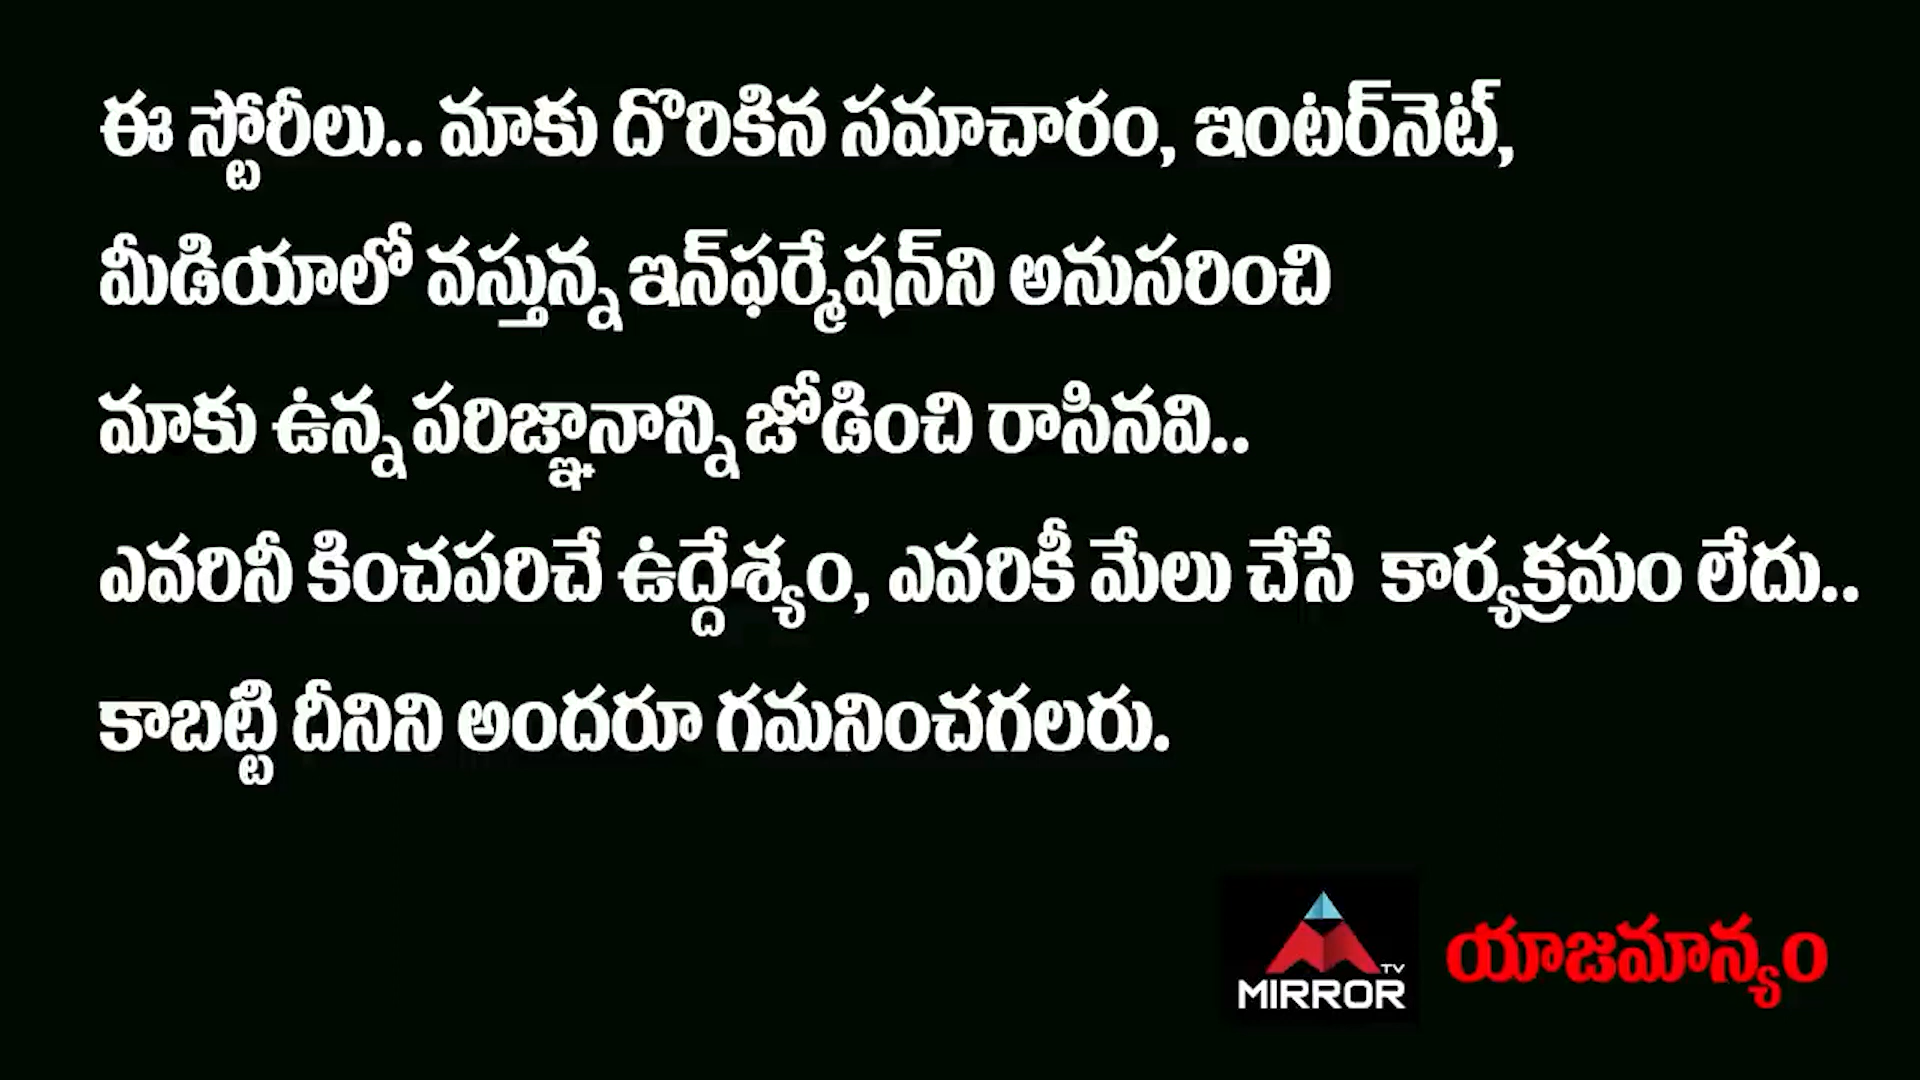 ఈ స్టోరీలు.. మాకు దొరికిన సమాచారం, ఇంటర్‌నెట్,
మీడియాలో వస్తున్న ఇన్‌ఫర్మేషన్‌ని అనుసరించి
మాకు ఉన్న పరిజ్ఞానాన్ని జోడించి రాసినవి..
ఎవరినీ కించపరిచే ఉద్దేశ్యం, ఎవరికీ మేలు చేసే కార్యక్రమం లేదు..
కాబట్టి దీనిని అందరూ గమనించగలరు.
TV
MIRROR
యాజమాన్యం